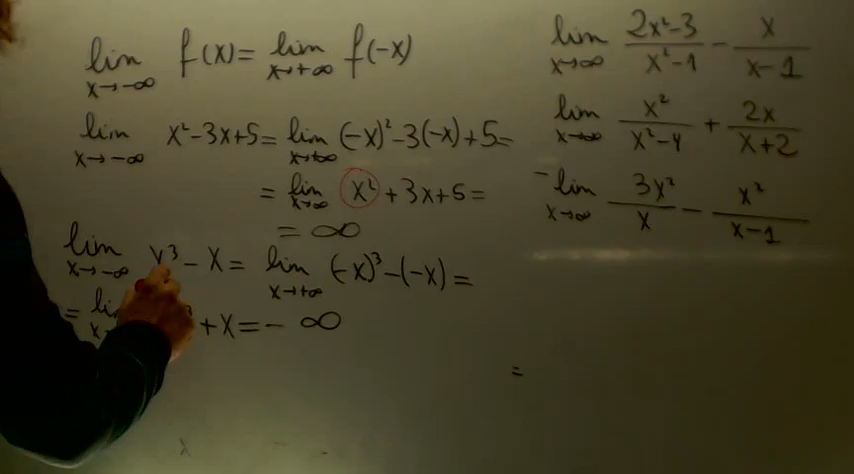 lim x→-∞ f(x) = lim x→+∞ f(-x)
lim x→-∞ x²-3x+5 = lim x→+∞ (-x)²-3(-x)+5 =
= lim x→∞ x²+3x+5 =
= ∞
lim x→-∞ x³-x = lim x→+∞ (-x)³-(-x) =
= lim +x = -∞
=
lim x→∞ (2x²-3)/(x²-1) - x/(x-1)
lim x→∞ x²/(x²-4) + 2x/(x+2)
lim x→∞ 3x²/x - x²/(x-1)